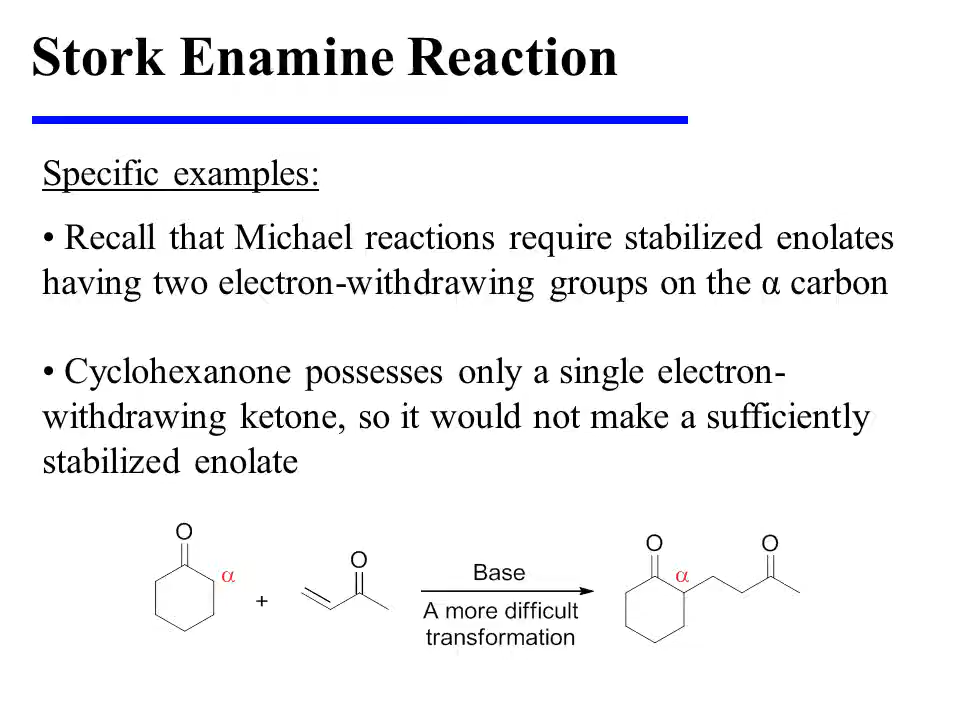 Stork Enamine Reaction
Specific examples:
• Recall that Michael reactions require stabilized enolates
having two electron-withdrawing groups on the α carbon
• Cyclohexanone possesses only a single electron-
withdrawing ketone, so it would not make a sufficiently
stabilized enolate
O
α
+
O
Base
A more difficult
transformation
O
α
O